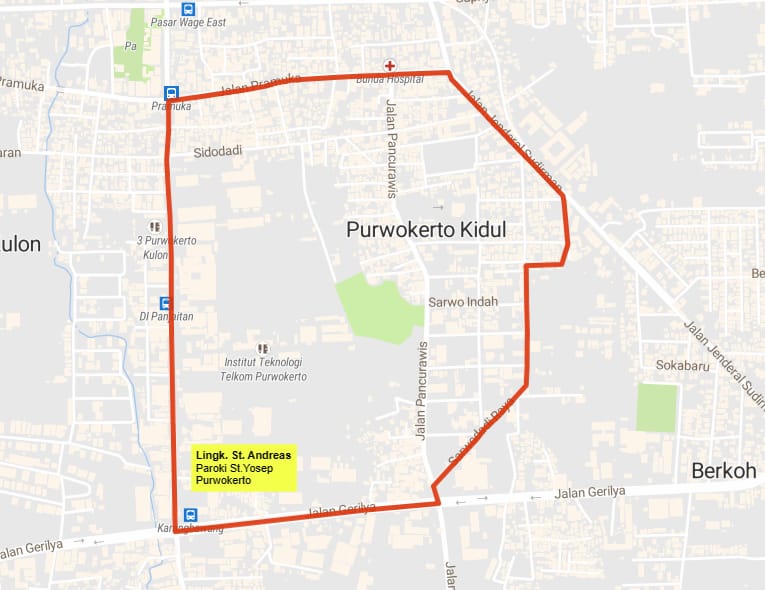 Pasar Wage East
Pa
Pramuka
Jalan Pramuka
Pramuka
Bunda Hospital
Jalan Jenderal Sudirman
aran
Sidodadi
Jalan Pancurawis
Kulon
3 Purwokerto
Kulon
Purwokerto Kidul
DI Panjaitan
Sarwo Indah
Institut Teknologi
Telkom Purwokerto
Jalan Pancurawis
Jalan Jenderal Sudirman
Be
Sokabaru
Lingk. St. Andreas
Paroki St.Yosep
Purwokerto
Berkoh
Jalan Gerilya
Jalan Gerilya
Jalan Gerilya
Jalan
Jalan